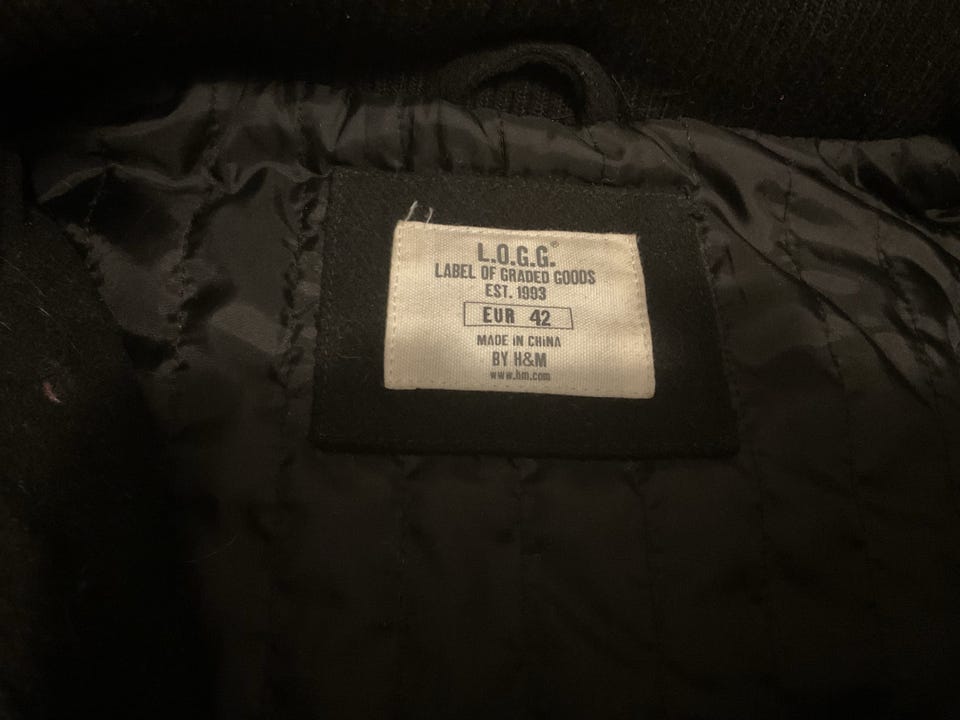 L.O.G.G.®
LABEL OF GRADED GOODS
EST. 1993
EUR 42
MADE IN CHINA
BY H&M
www.hm.com